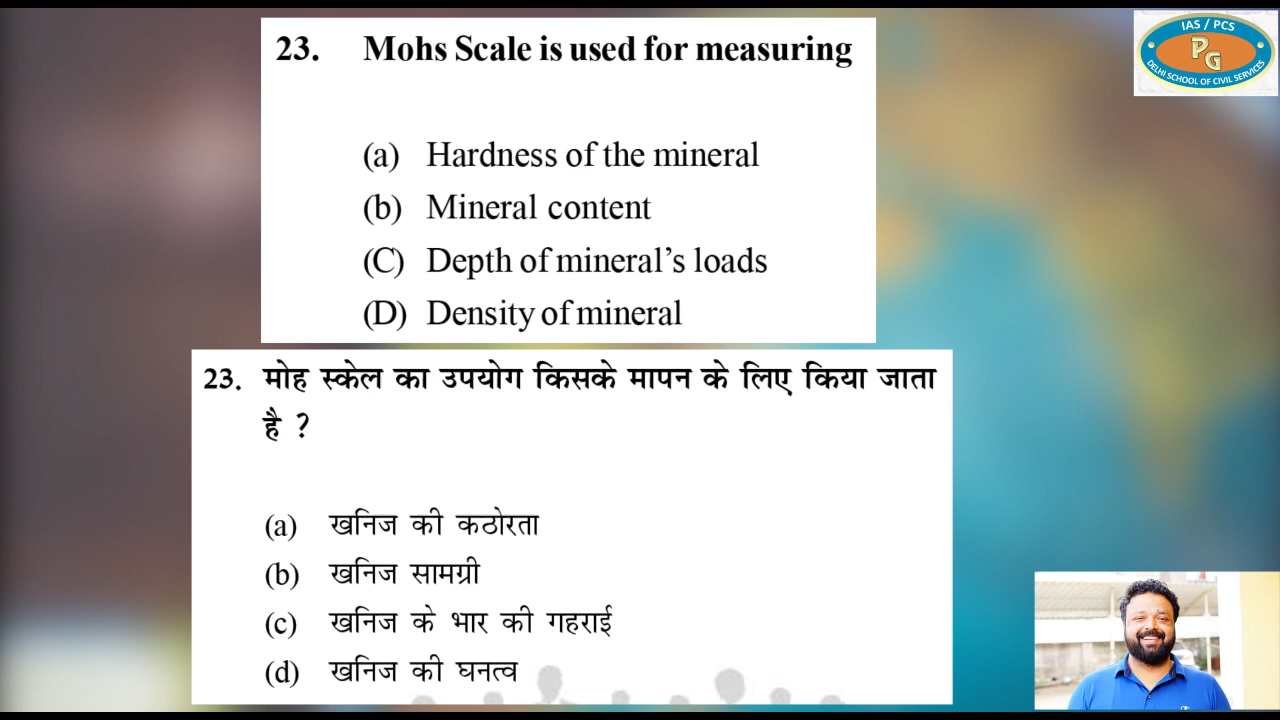 23. Mohs Scale is used for measuring
(a) Hardness of the mineral
(b) Mineral content
(C) Depth of mineral’s loads
(D) Density of mineral
23. मोह स्केल का उपयोग किसके मापन के लिए किया जाता
है ?
(a) खनिज की कठोरता
(b) खनिज सामग्री
(c) खनिज के भार की गहराई
(d) खनिज की घनत्व
IAS / PCS
PG
DELHI SCHOOL OF CIVIL SERVICES